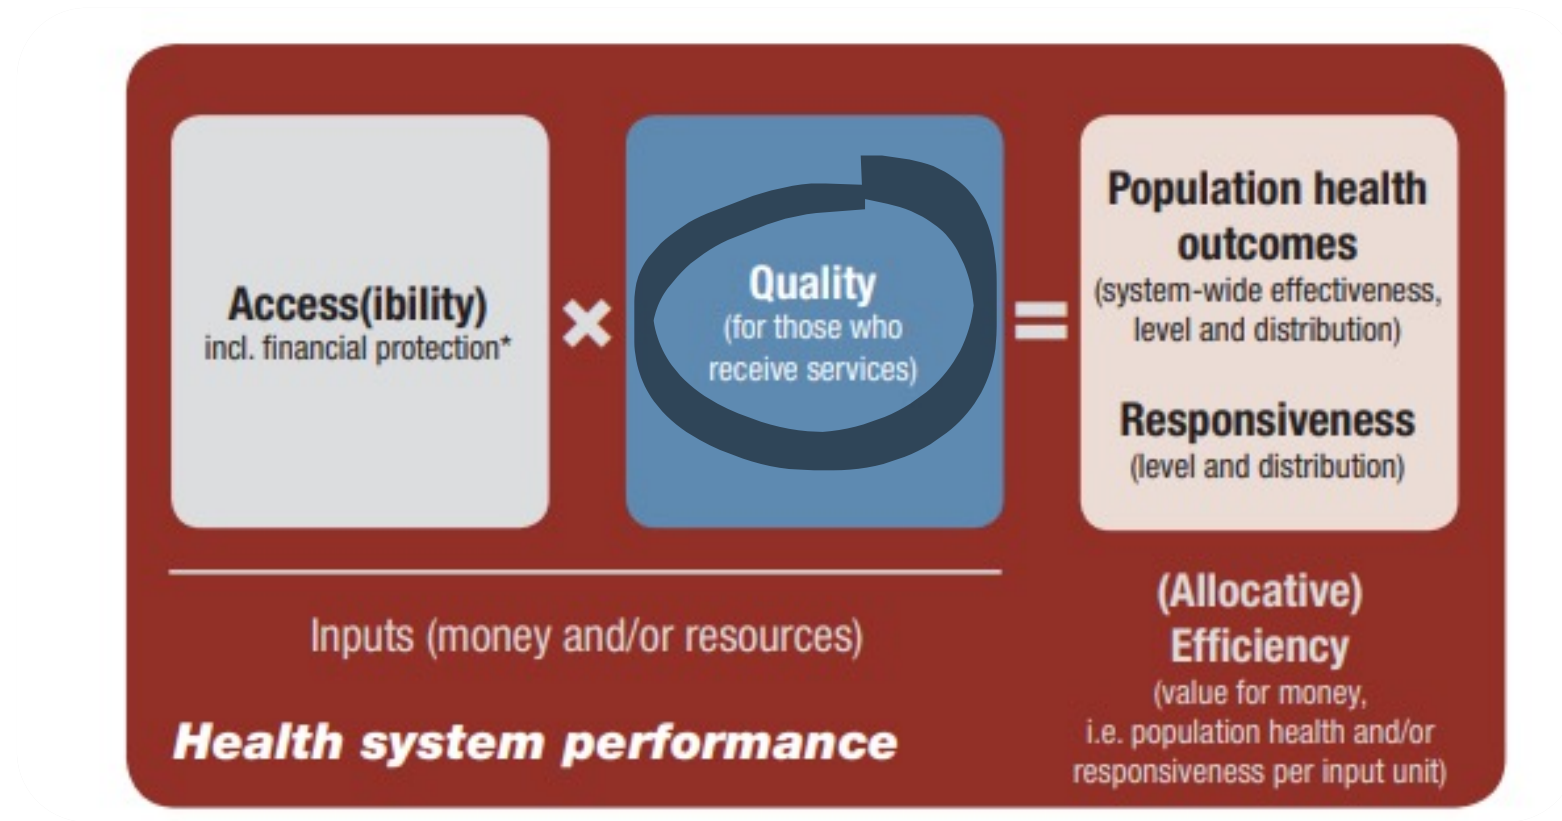 Access(ibility)
incl. financial protection*
×
Quality
(for those who
receive services)
=
Population health
outcomes
(system-wide effectiveness,
level and distribution)
Responsiveness
(level and distribution)
Inputs (money and/or resources)
(Allocative)
Efficiency
(value for money,
i.e. population health and/or
responsiveness per input unit)
Health system performance